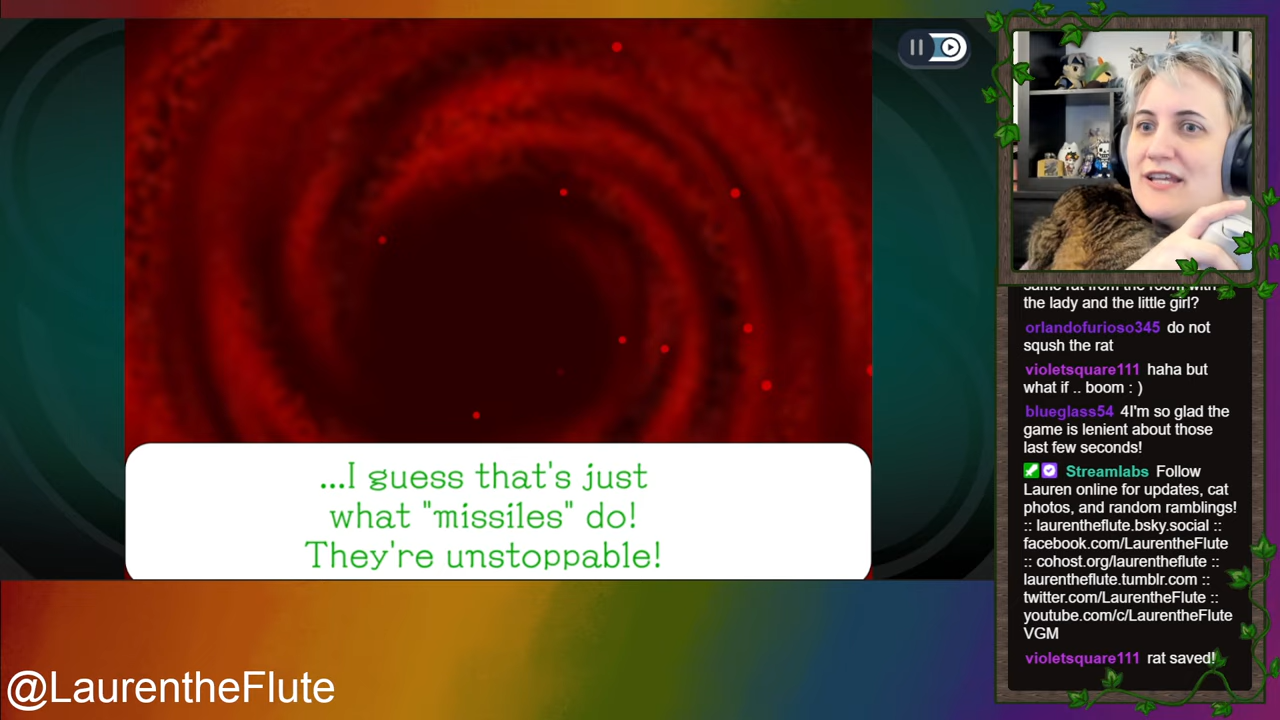 ...I guess that's just
what "missiles" do!
They're unstoppable!
the lady and the little girl?
orlandofurioso345 do not
sqush the rat
violetsquare111 haha but
what if .. boom : )
blueglass54 4I'm so glad the
game is lenient about those
last few seconds!
Streamlabs Follow
Lauren online for updates, cat
photos, and random ramblings!
:: laurentheflute.bsky.social ::
facebook.com/LaurentheFlute
:: cohost.org/laurentheflute ::
laurentheflute.tumblr.com ::
twitter.com/LaurentheFlute ::
youtube.com/c/LaurentheFlute
VGM
violetsquare111 rat saved!
@LaurentheFlute